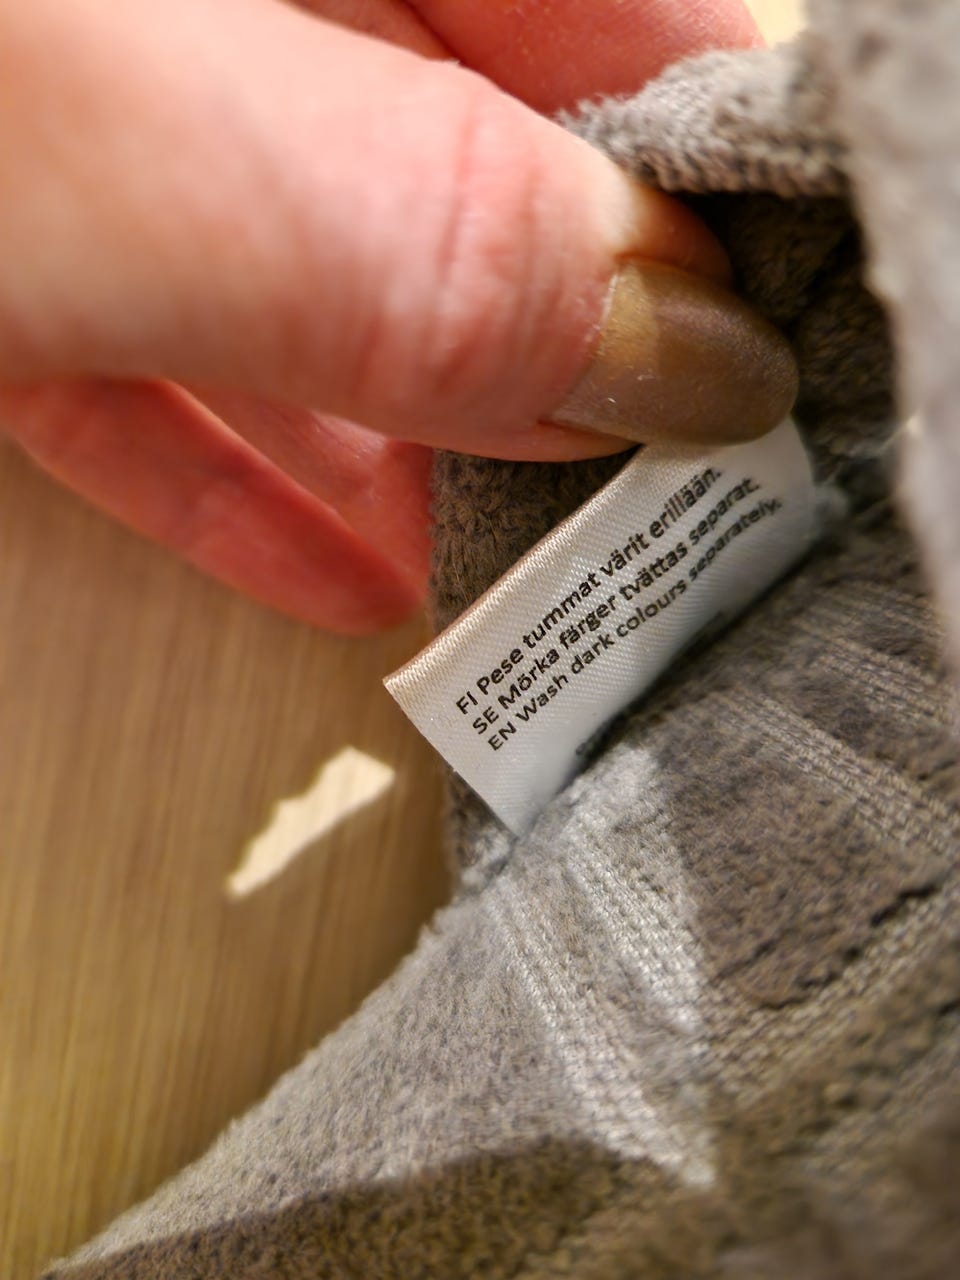 FI Pese tummat värit erillään.
SE Mörka färger tvättas separat.
EN Wash dark colours separately.